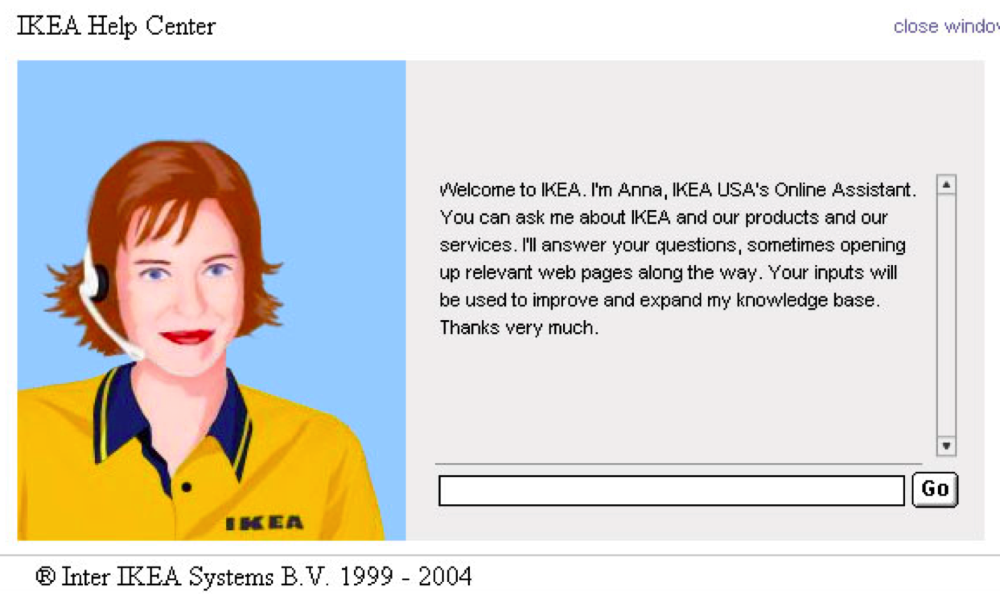 IKEA Help Center
close windo
Welcome to IKEA. I'm Anna, IKEA USA's Online Assistant.
You can ask me about IKEA and our products and our
services. I'll answer your questions, sometimes opening
up relevant web pages along the way. Your inputs will
be used to improve and expand my knowledge base.
Thanks very much.
Go
IKEA
® Inter IKEA Systems B.V. 1999 - 2004